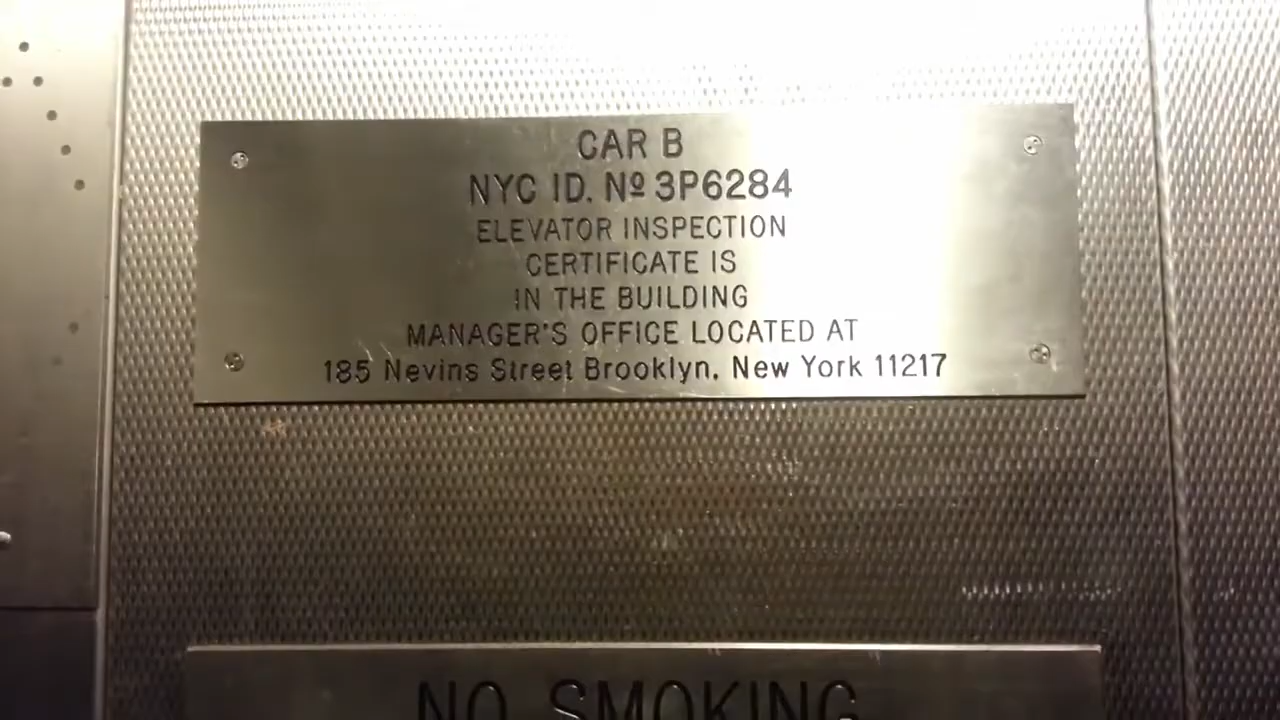 CAR B
NYC ID. Nº 3P6284
ELEVATOR INSPECTION
CERTIFICATE IS
IN THE BUILDING
MANAGER'S OFFICE LOCATED AT
185 Nevins Street Brooklyn, New York 11217
NO SMOKING